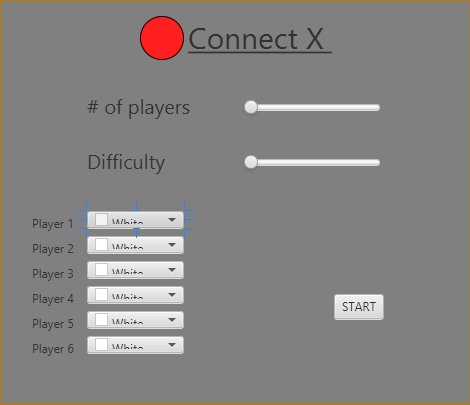 Connect X
# of players
Difficulty
Player 1 White
Player 2 White
Player 3 White
Player 4 White
Player 5 White
Player 6 White
START